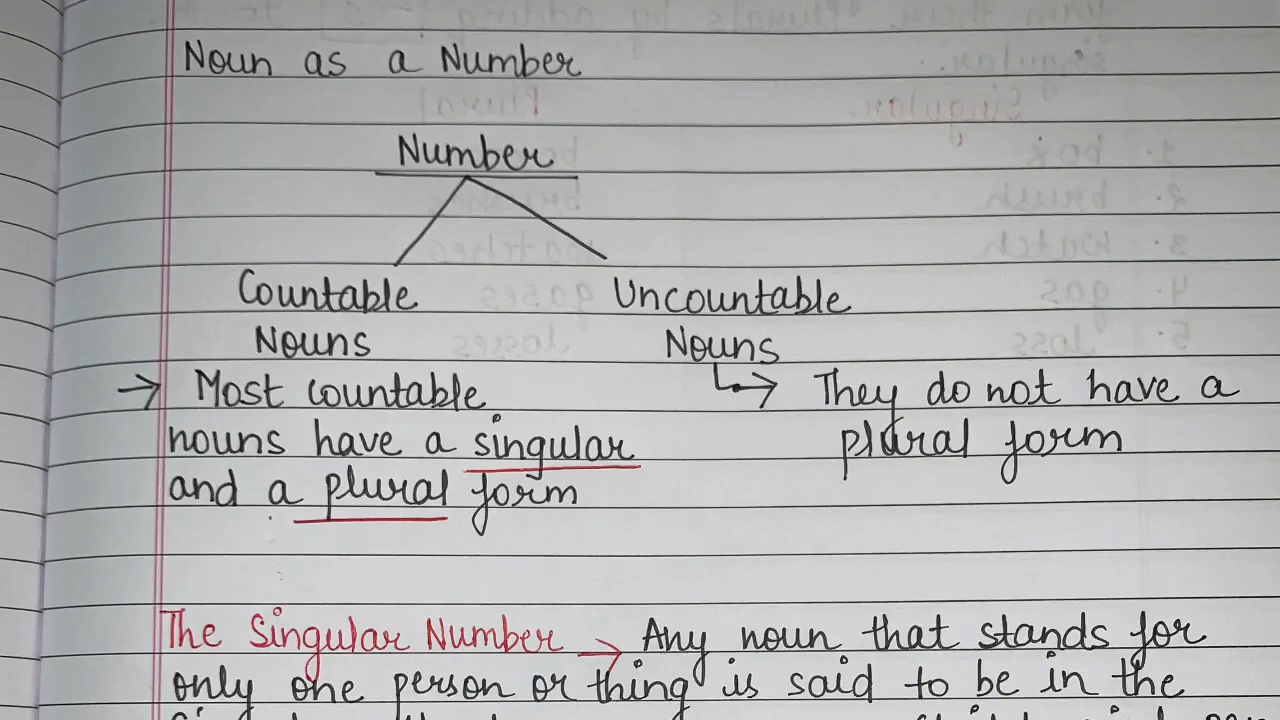 Noun as a Number
Number
Countable Nouns
Uncountable Nouns
→ Most countable
nouns have a singular
and a plural form
↳ They do not have a
plural form
The Singular Number → Any noun that stands for
only one person or thing is said to be in the